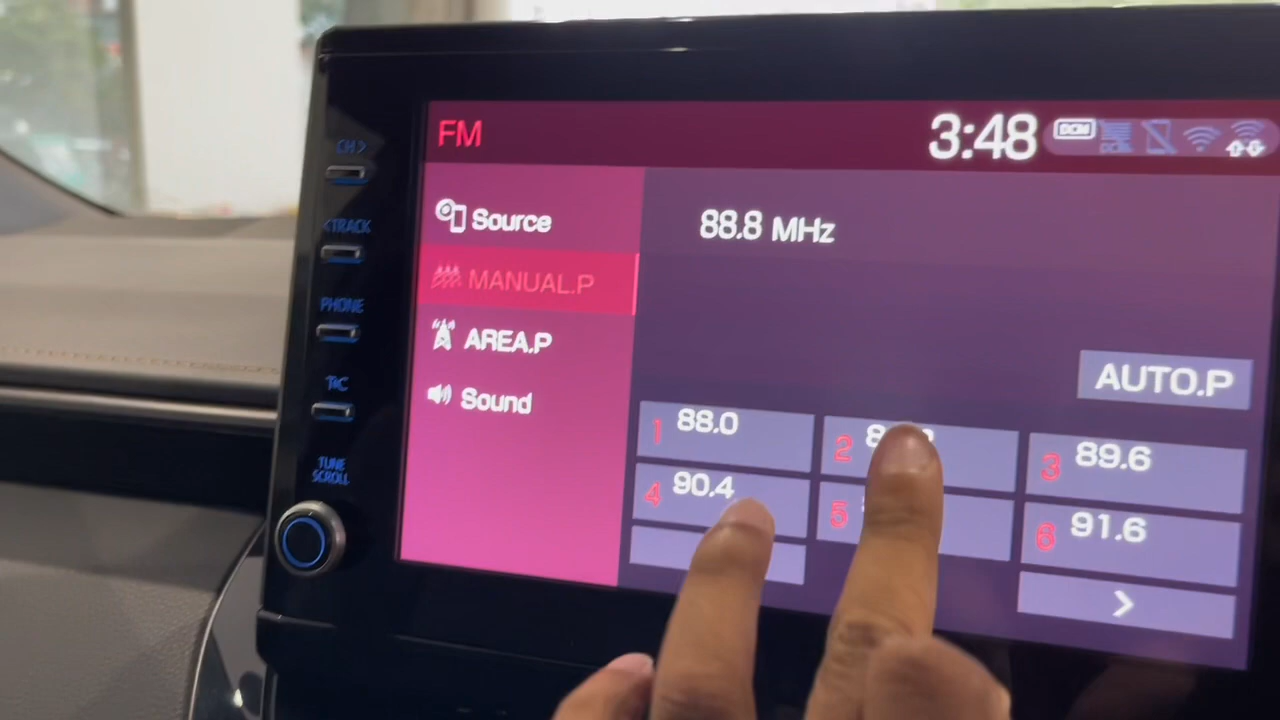 CH>
FM
3:48
DCM
<TRACK
Source
88.8 MHz
PHONE
MANUAL.P
AREA.P
AUTO.P
Sound
1 88.0
2
3 89.6
4 90.4
5
6 91.6
TUNE
SCROLL
>